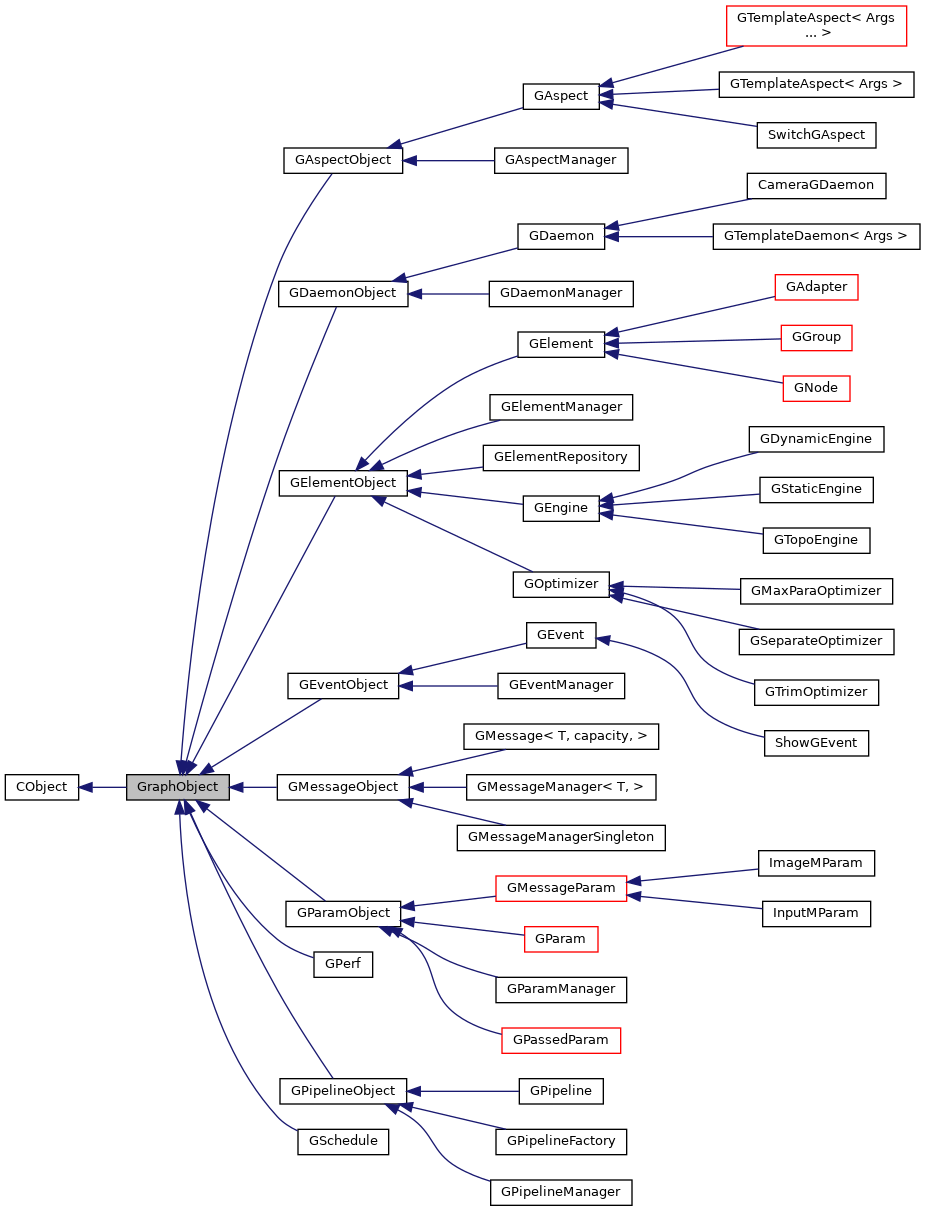 GTemplateAspect< Args
... >
GTemplateAspect< Args >
GAspect
SwitchGAspect
GAspectObject
GAspectManager
CameraGDaemon
GDaemon
GTemplateDaemon< Args >
GDaemonObject
GDaemonManager
GAdapter
GElement
GGroup
GNode
GElementManager
GDynamicEngine
GElementRepository
GElementObject
GStaticEngine
GEngine
GTopoEngine
GOptimizer
GMaxParaOptimizer
GEvent
GSeparateOptimizer
GEventObject
GEventManager
GTrimOptimizer
GMessage< T, capacity, >
ShowGEvent
CObject
GraphObject
GMessageObject
GMessageManager< T, >
GMessageManagerSingleton
ImageMParam
GMessageParam
GParamObject
InputMParam
GParam
GPerf
GParamManager
GPassedParam
GPipelineObject
GPipeline
GSchedule
GPipelineFactory
GPipelineManager